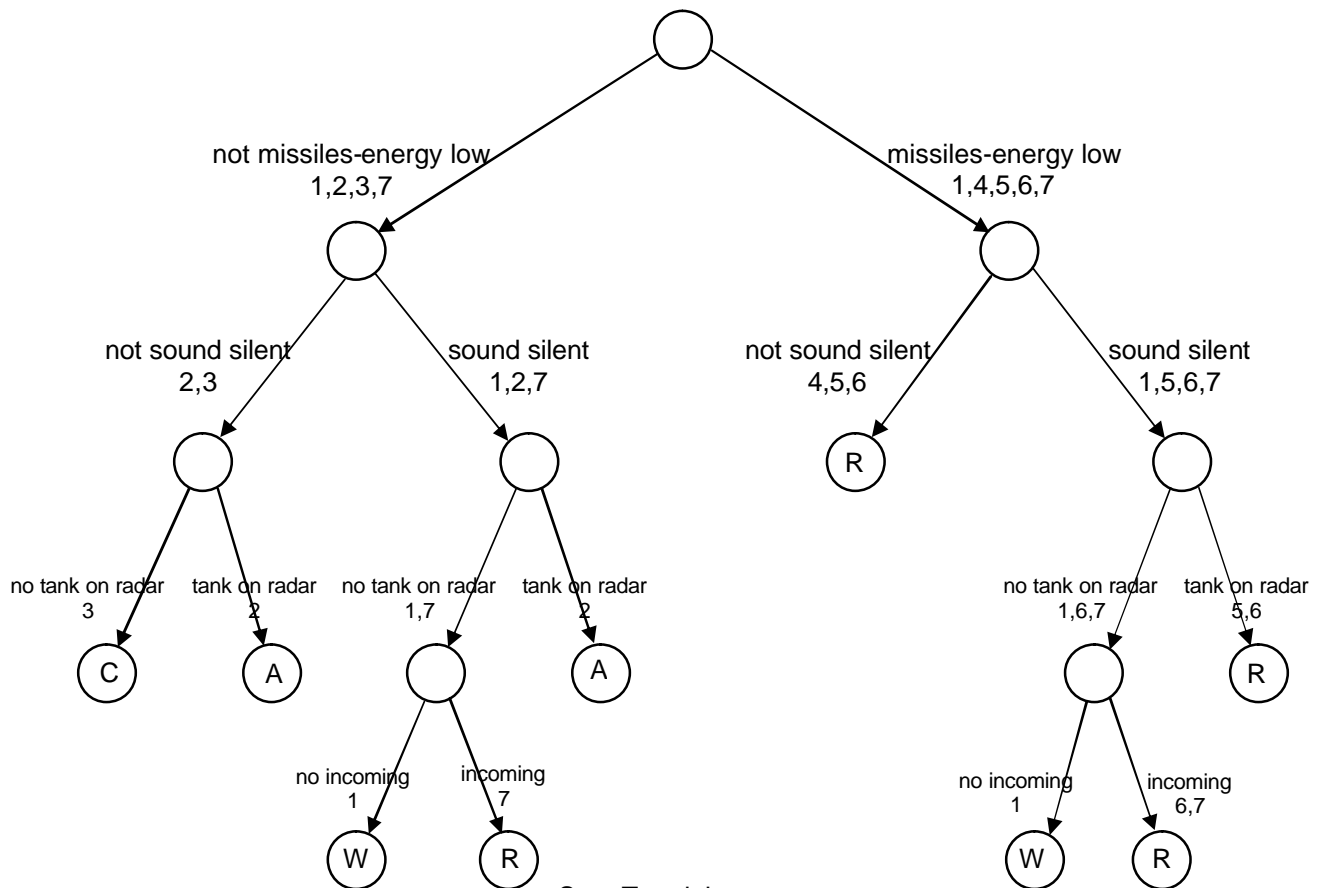 not missiles-energy low
1,2,3,7
missiles-energy low
1,4,5,6,7
not sound silent
2,3
sound silent
1,2,7
not sound silent
4,5,6
sound silent
1,5,6,7
R
no tank on radar
3
tank on radar
2
no tank on radar
1,7
tank on radar
2
no tank on radar
1,6,7
tank on radar
5,6
C
A
A
R
no incoming
1
incoming
7
no incoming
1
incoming
6,7
W
R
W
R